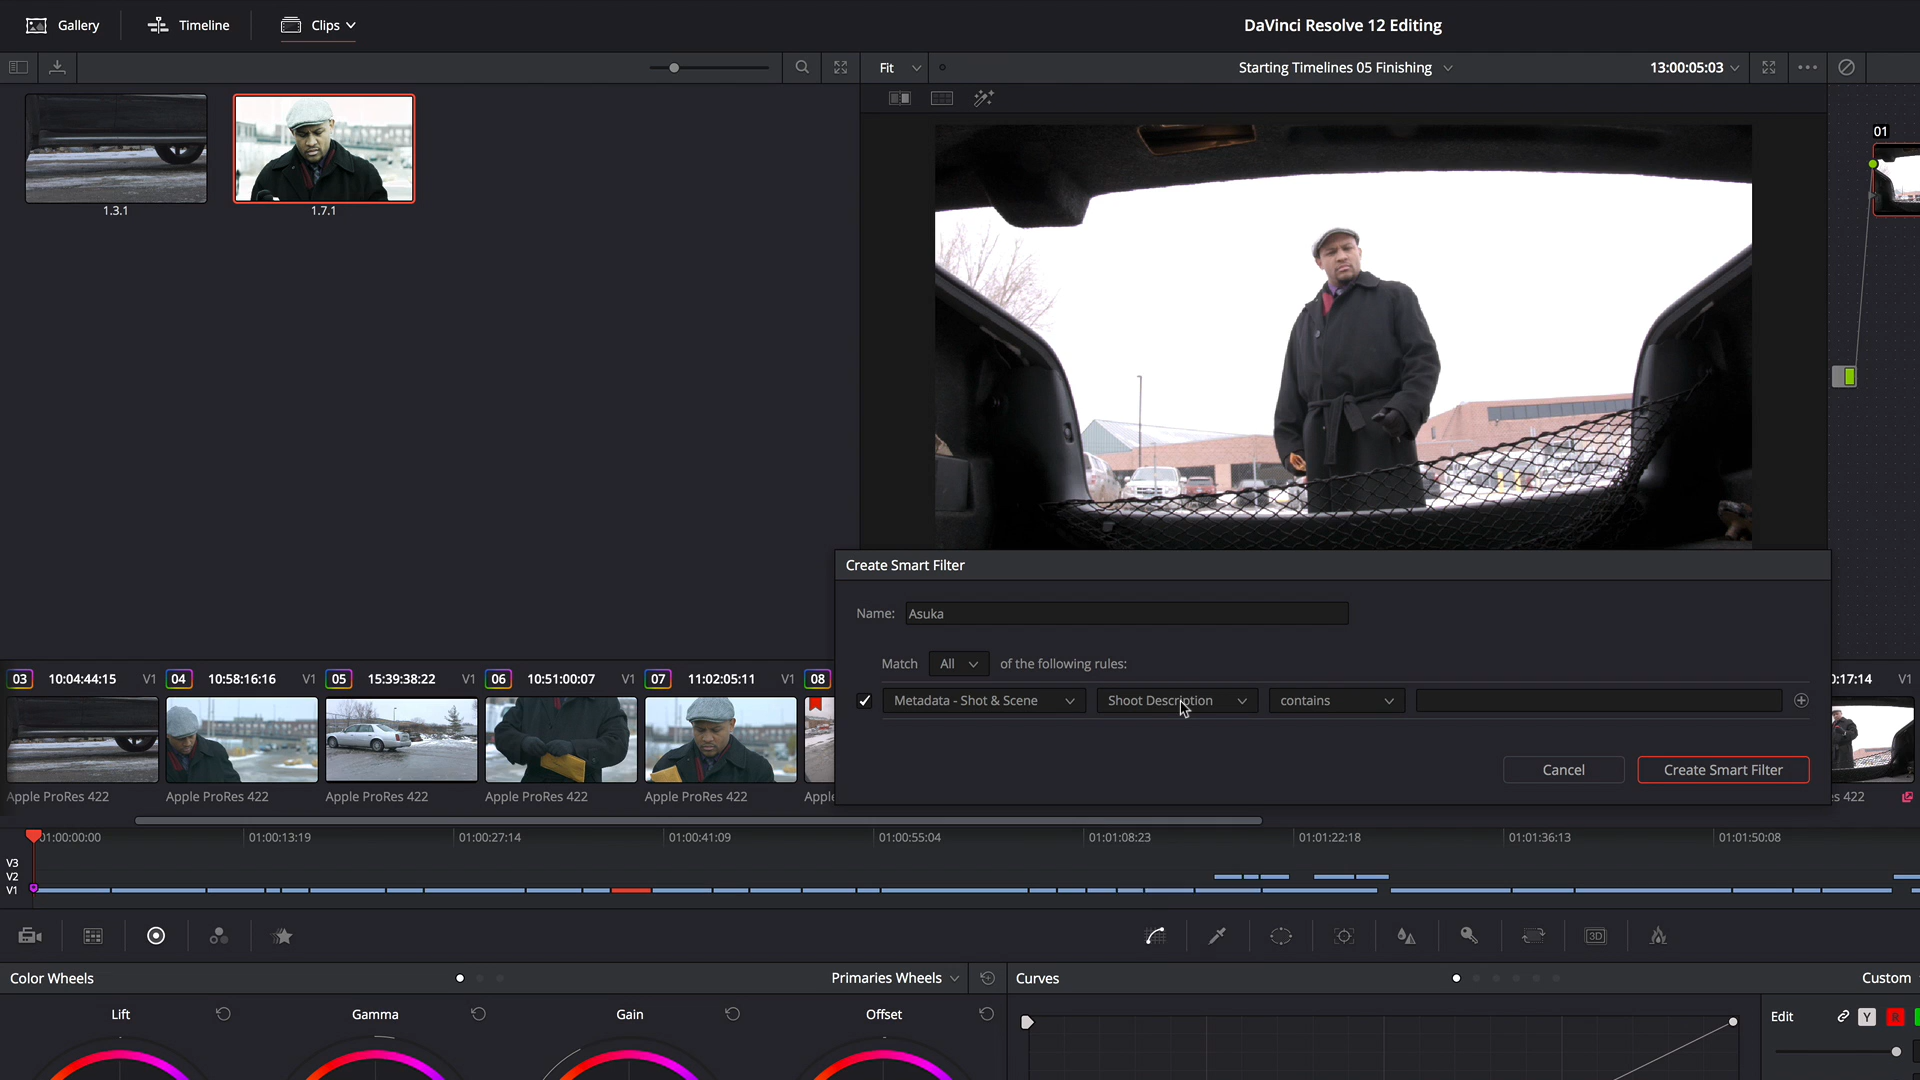 Gallery
Timeline
Clips
DaVinci Resolve 12 Editing
Fit
Starting Timelines 05 Finishing
13:00:05:03
1.3.1
1.7.1
01
Create Smart Filter
Name: Asuka
Match All of the following rules:
Metadata - Shot & Scene Shoot Description contains
Cancel Create Smart Filter
03 10:04:44:15 V1 04 10:58:16:16 V1 05 15:39:38:22 V1 06 10:51:00:07 V1 07 11:02:05:11 V1 08
0:17:14 V1
Apple ProRes 422 Apple ProRes 422 Apple ProRes 422 Apple ProRes 422 Apple ProRes 422 Apple
s 422
01:00:00:00 01:00:13:19 01:00:27:14 01:00:41:09 01:00:55:04 01:01:08:23 01:01:22:18 01:01:36:13 01:01:50:08
V3
V2
V1
3D
Color Wheels
Primaries Wheels
Curves
Custom
Lift
Gamma
Gain
Offset
Edit
Y
R